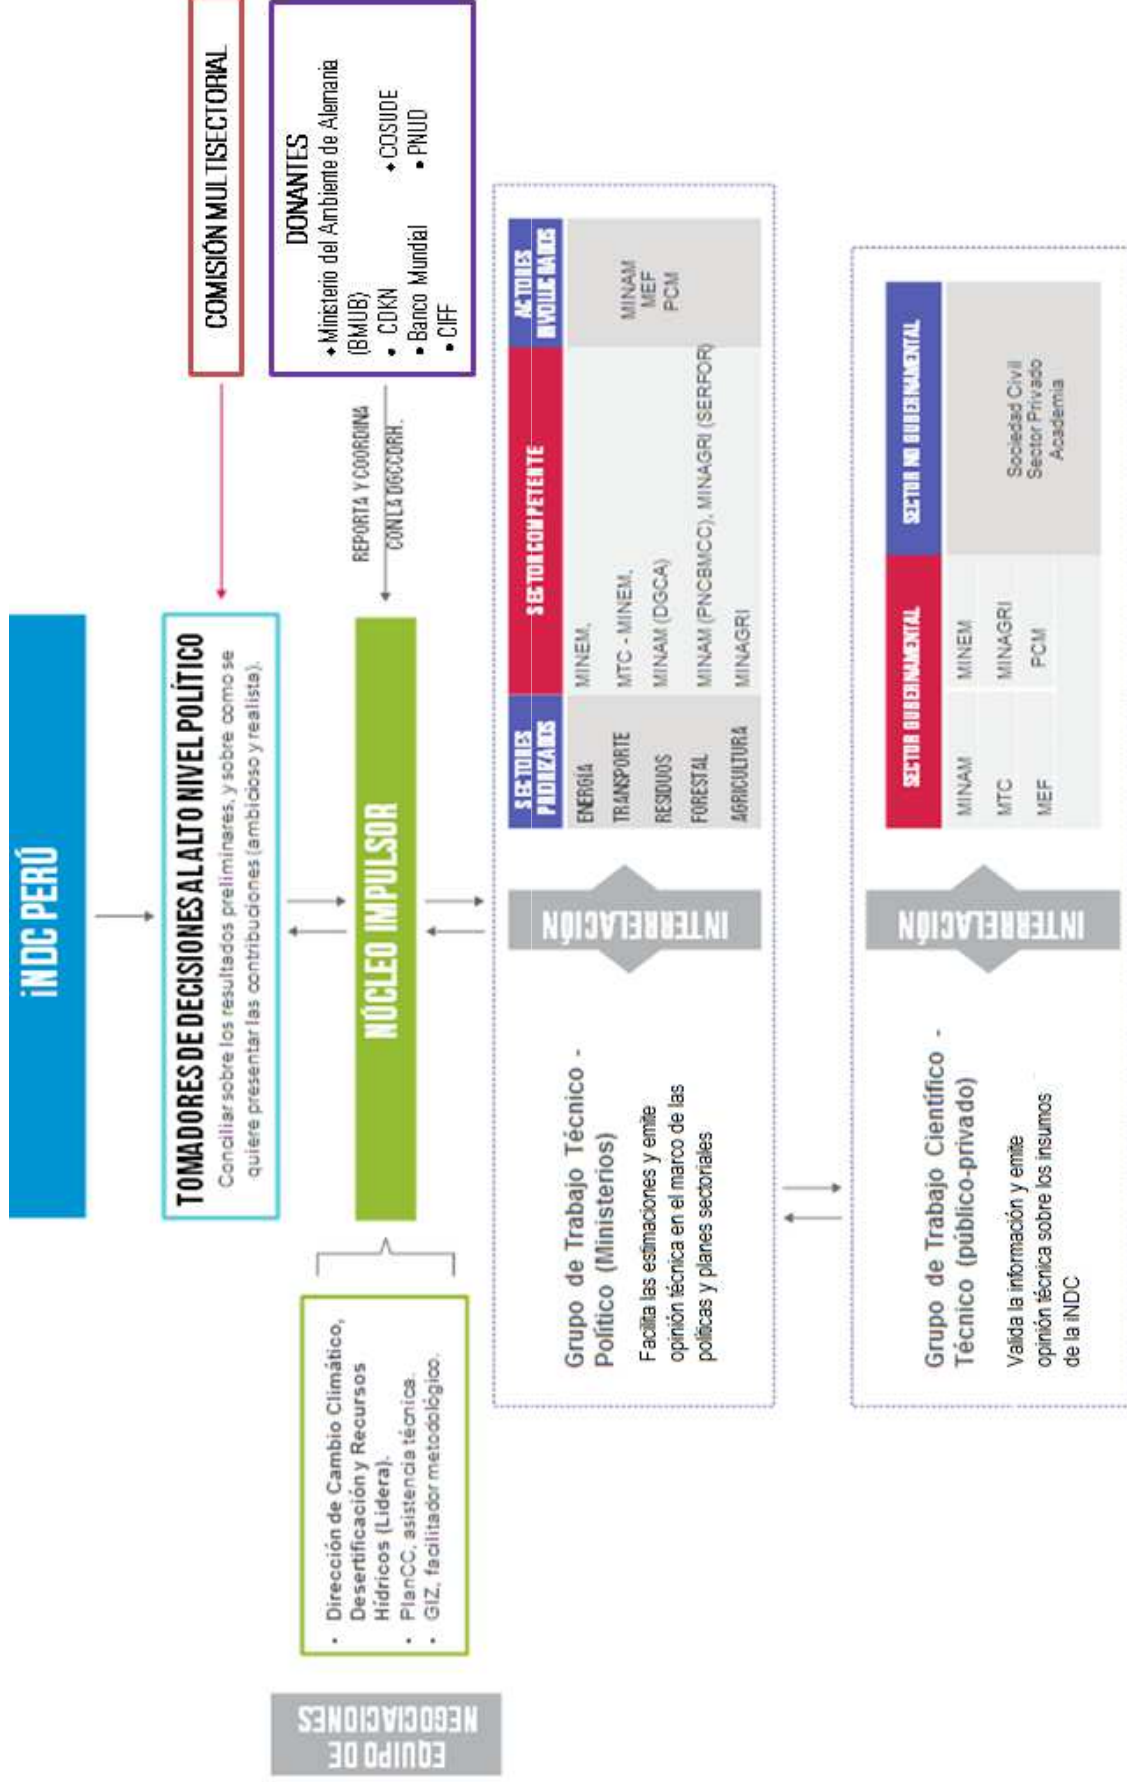 iNDC PERÚ
COMISIÓN MULTISECTORIAL
TOMADORES DE DECISIONES AL ALTO NIVEL POLÍTICO
Conciliar sobre los resultados preliminares, y sobre como se
quiere presentar las contribuciones (ambicioso y realista).
DONANTES
• Ministerio del Ambiente de Alemania
(BMUB)
• CDKN
• COSUDE
• Banco Mundial
• PNUD
• CIFF
REPORTA Y COORDINA
CON LA DGCCDRH.
NÚCLEO IMPULSOR
EQUIPO DE
NEGOCIACIONES
• Dirección de Cambio Climático,
Desertificación y Recursos
Hídricos (Lidera).
• PlanCC, asistencia técnica.
• GIZ, facilitador metodológico.
Grupo de Trabajo Técnico -
Político (Ministerios)
Facilita las estimaciones y emite
opinión técnica en el marco de las
políticas y planes sectoriales
INTERRELACIÓN
SECTORES
PRIORIZADOS
SECTOR COMPETENTE
ACTORES
INVOLUCRADOS
ENERGÍA
MINEM,
TRANSPORTE
MTC - MINEM,
RESIDUOS
MINAM (DGCA)
FORESTAL
MINAM (PNCBMCC), MINAGRI (SERFOR)
AGRICULTURA
MINAGRI
MINAM
MEF
PCM
Grupo de Trabajo Científico -
Técnico (público-privado)
Valida la información y emite
opinión técnica sobre los insumos
de la iNDC
INTERRELACIÓN
SECTOR GUBERNAMENTAL
SECTOR NO GUBERNAMENTAL
MINAM
MINEM
MTC
MINAGRI
MEF
PCM
Sociedad Civil
Sector Privado
Academia